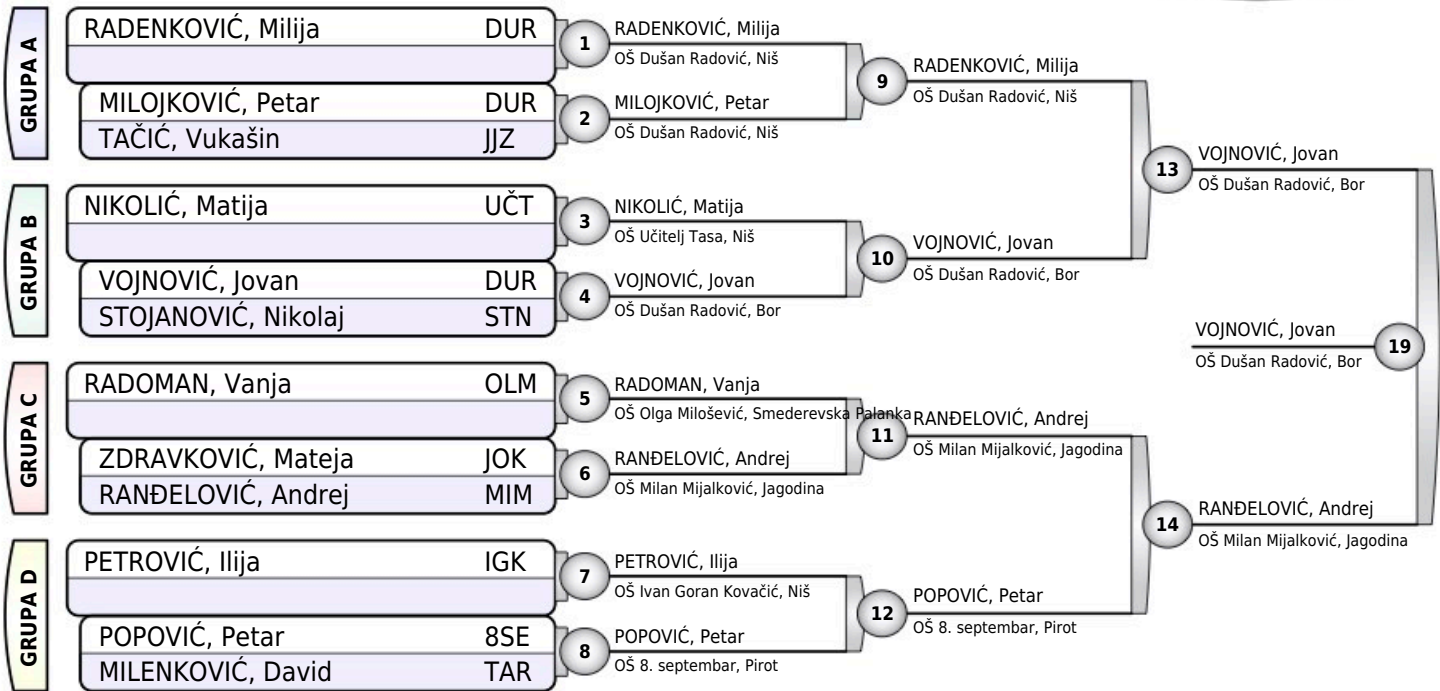 GRUPA A
RADENKOVIĆ, Milija DUR
MILOJKOVIĆ, Petar DUR
TAČIĆ, Vukašin JJZ
GRUPA B
NIKOLIĆ, Matija UČT
VOJNOVIĆ, Jovan DUR
STOJANOVIĆ, Nikolaj STN
GRUPA C
RADOMAN, Vanja OLM
ZDRAVKOVIĆ, Mateja JOK
RANĐELOVIĆ, Andrej MIM
GRUPA D
PETROVIĆ, Ilija IGK
POPOVIĆ, Petar 8SE
MILENKOVIĆ, David TAR
1
RADENKOVIĆ, Milija
OŠ Dušan Radović, Niš
2
MILOJKOVIĆ, Petar
OŠ Dušan Radović, Niš
3
NIKOLIĆ, Matija
OŠ Učitelj Tasa, Niš
4
VOJNOVIĆ, Jovan
OŠ Dušan Radović, Bor
5
RADOMAN, Vanja
OŠ Olga Milošević, Smederevska Palanka
6
RANĐELOVIĆ, Andrej
OŠ Milan Mijalković, Jagodina
7
PETROVIĆ, Ilija
OŠ Ivan Goran Kovačić, Niš
8
POPOVIĆ, Petar
OŠ 8. septembar, Pirot
9
RADENKOVIĆ, Milija
OŠ Dušan Radović, Niš
10
VOJNOVIĆ, Jovan
OŠ Dušan Radović, Bor
11
RANĐELOVIĆ, Andrej
OŠ Milan Mijalković, Jagodina
12
POPOVIĆ, Petar
OŠ 8. septembar, Pirot
13
VOJNOVIĆ, Jovan
OŠ Dušan Radović, Bor
14
RANĐELOVIĆ, Andrej
OŠ Milan Mijalković, Jagodina
VOJNOVIĆ, Jovan
OŠ Dušan Radović, Bor
19